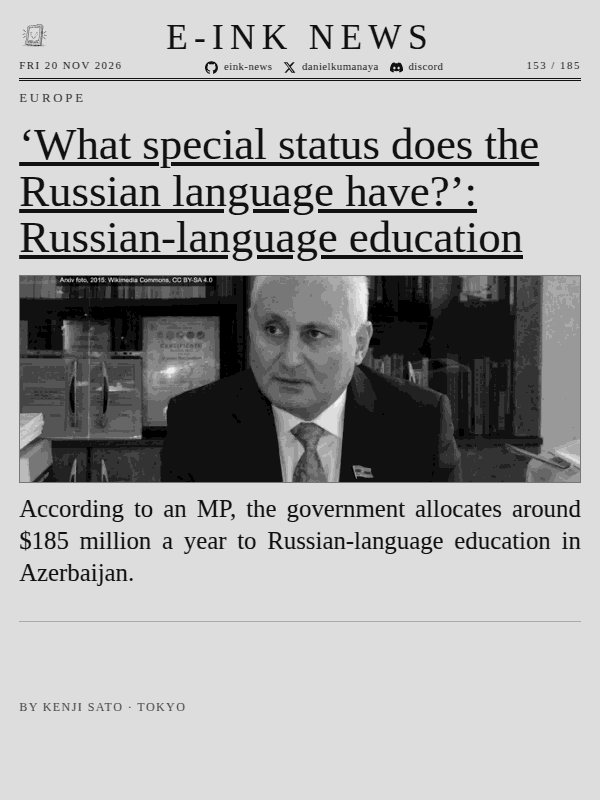 E-INK NEWS
FRI 20 NOV 2026
eink-news danielkumanaya discord
153 / 185
EUROPE
‘What special status does the
Russian language have?’:
Russian-language education
Arxiv foto, 2015: Wikimedia Commons, CC BY-SA 4.0
According to an MP, the government allocates around
$185 million a year to Russian-language education in
Azerbaijan.
BY KENJI SATO · TOKYO